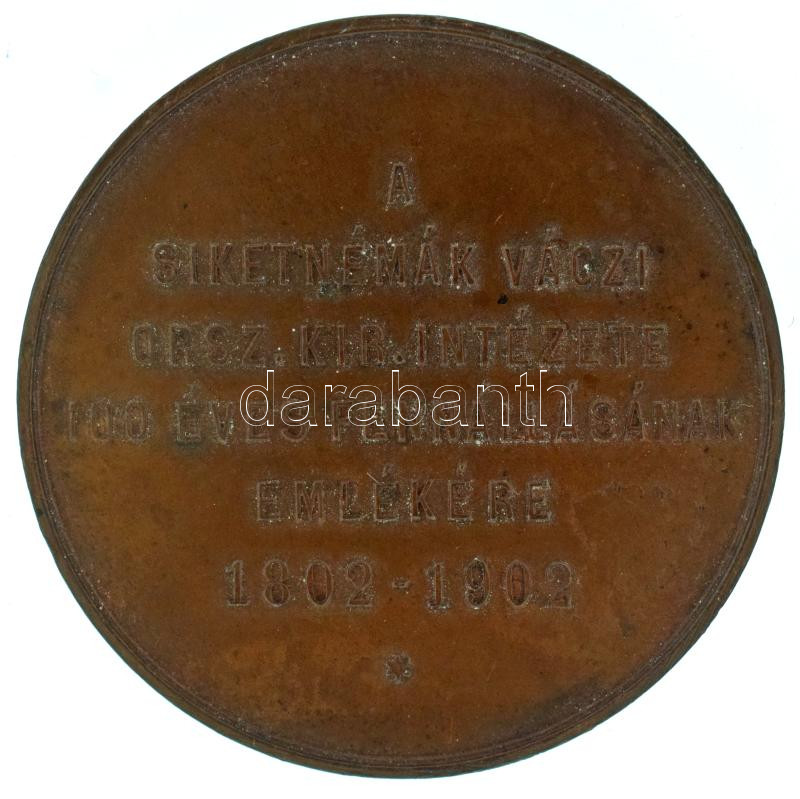 A
SIKETNÉMÁK VÁCZI
ORSZ. KIR. INTÉZETE
100 ÉVES FENNÁLLÁSÁNAK
darabanth
EMLÉKÉRE
1802-1902